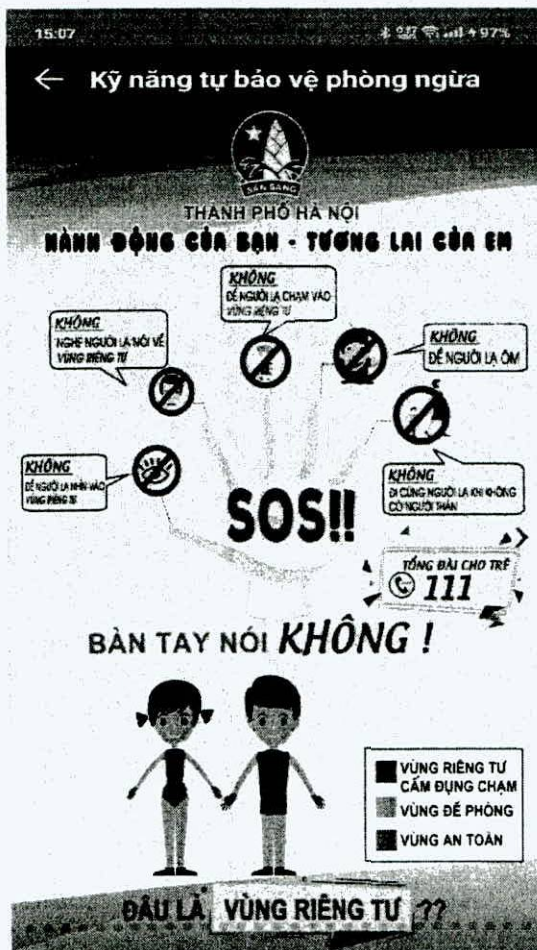 15:07
97%
← Kỹ năng tự bảo vệ phòng ngừa
SẴN SÀNG
THÀNH PHỐ HÀ NỘI
HÀNH ĐỘNG CỦA BẠN - TƯƠNG LAI CỦA EM
KHÔNG
ĐỂ NGƯỜI LẠ CHẠM VÀO
VÙNG RIÊNG TƯ
KHÔNG
NGHE NGƯỜI LẠ NÓI VỀ
VÙNG RIÊNG TƯ
KHÔNG
ĐỂ NGƯỜI LẠ ÔM
KHÔNG
ĐỂ NGƯỜI LẠ NHÌN VÀO
VÙNG RIÊNG TƯ
KHÔNG
ĐI CÙNG NGƯỜI LẠ KHI KHÔNG
CÓ NGƯỜI THÂN
SOS!!
TỔNG ĐÀI CHO TRẺ
111
BÀN TAY NÓI KHÔNG !
VÙNG RIÊNG TƯ
CẤM ĐỤNG CHẠM
VÙNG ĐỀ PHÒNG
VÙNG AN TOÀN
ĐÂU LÀ VÙNG RIÊNG TƯ ??